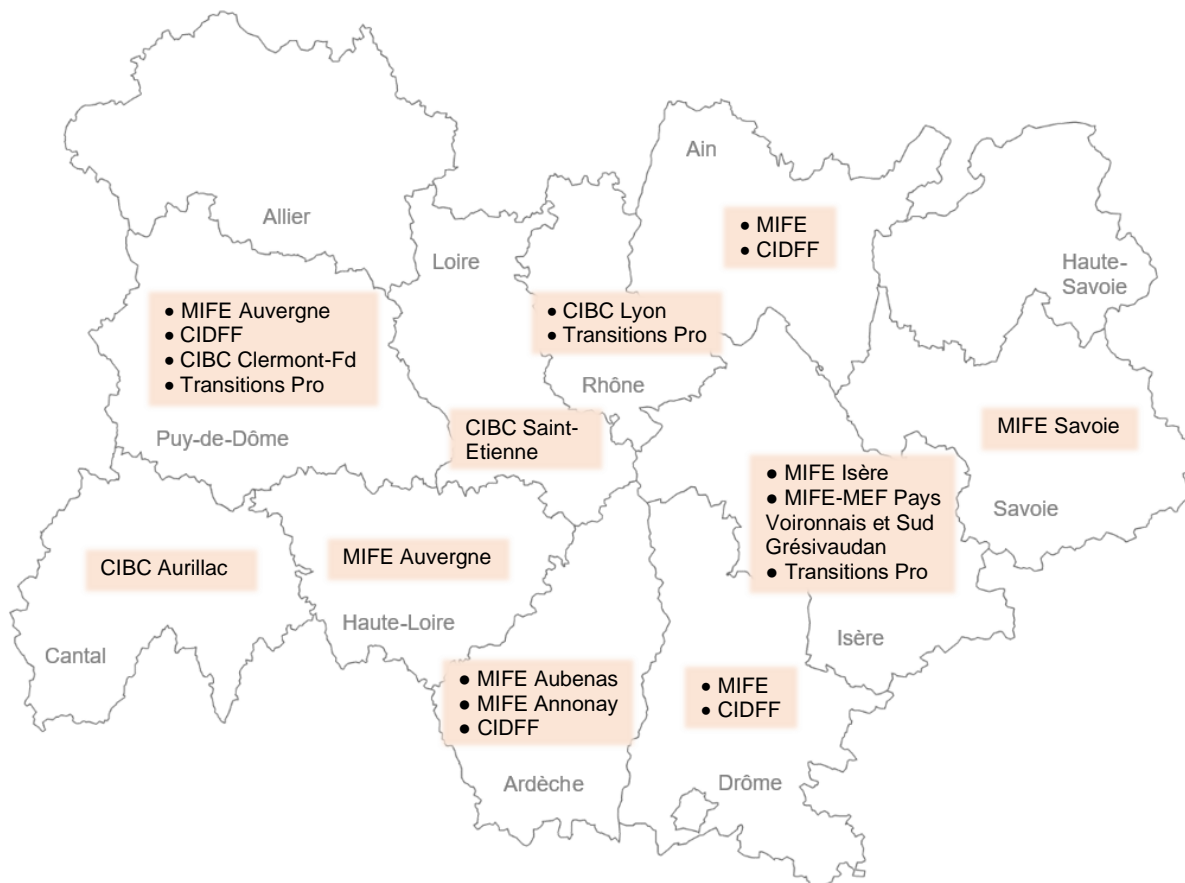 Ain
Allier
Loire
Haute-
Savoie
● MIFE
● CIDFF
● MIFE Auvergne
● CIDFF
● CIBC Clermont-Fd
● Transitions Pro
Puy-de-Dôme
● CIBC Lyon
● Transitions Pro
Rhône
CIBC Saint-
Etienne
MIFE Savoie
Savoie
● MIFE Isère
● MIFE-MEF Pays
Voironnais et Sud
Grésivaudan
● Transitions Pro
Isère
CIBC Aurillac
Cantal
MIFE Auvergne
Haute-Loire
● MIFE Aubenas
● MIFE Annonay
● CIDFF
Ardèche
● MIFE
● CIDFF
Drôme